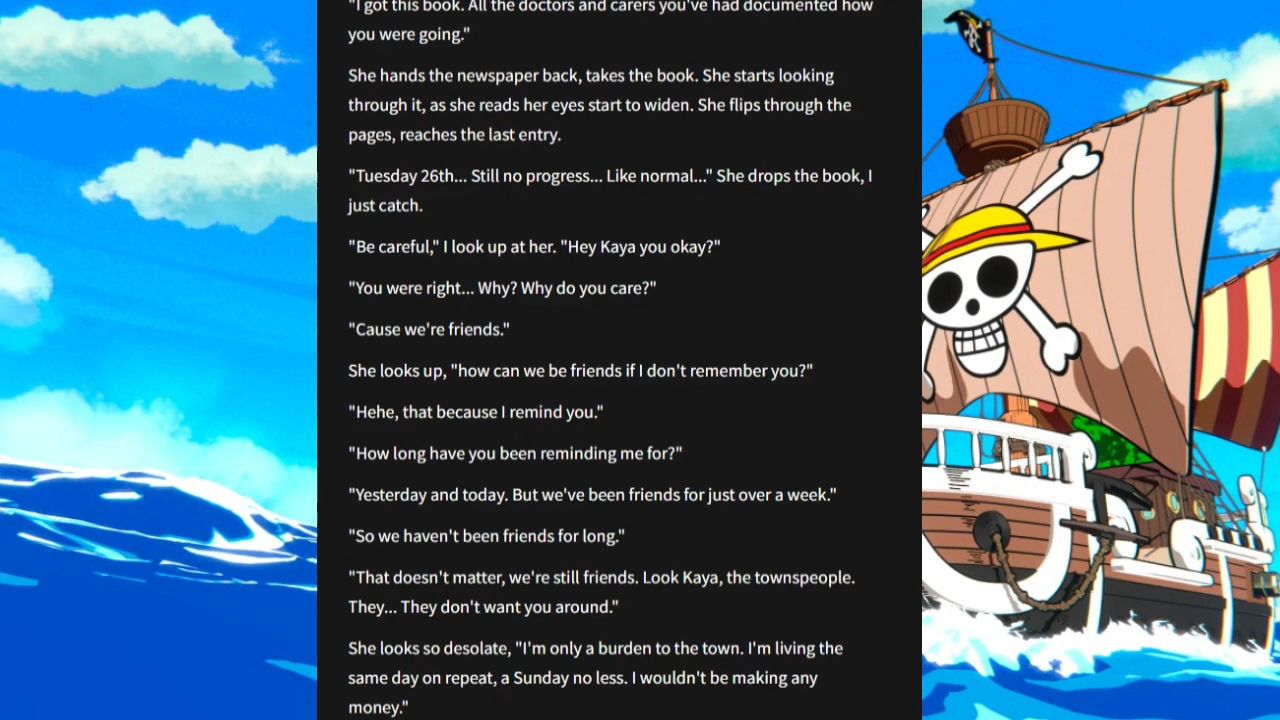 "I got this book. All the doctors and carers you've had documented how
you were going."
She hands the newspaper back, takes the book. She starts looking
through it, as she reads her eyes start to widen. She flips through the
pages, reaches the last entry.
"Tuesday 26th... Still no progress... Like normal..." She drops the book, I
just catch.
"Be careful," I look up at her. "Hey Kaya you okay?"
"You were right... Why? Why do you care?"
"Cause we're friends."
She looks up, "how can we be friends if I don't remember you?"
"Hehe, that because I remind you."
"How long have you been reminding me for?"
"Yesterday and today. But we've been friends for just over a week."
"So we haven't been friends for long."
"That doesn't matter, we're still friends. Look Kaya, the townspeople.
They... They don't want you around."
She looks so desolate, "I'm only a burden to the town. I'm living the
same day on repeat, a Sunday no less. I wouldn't be making any
money."